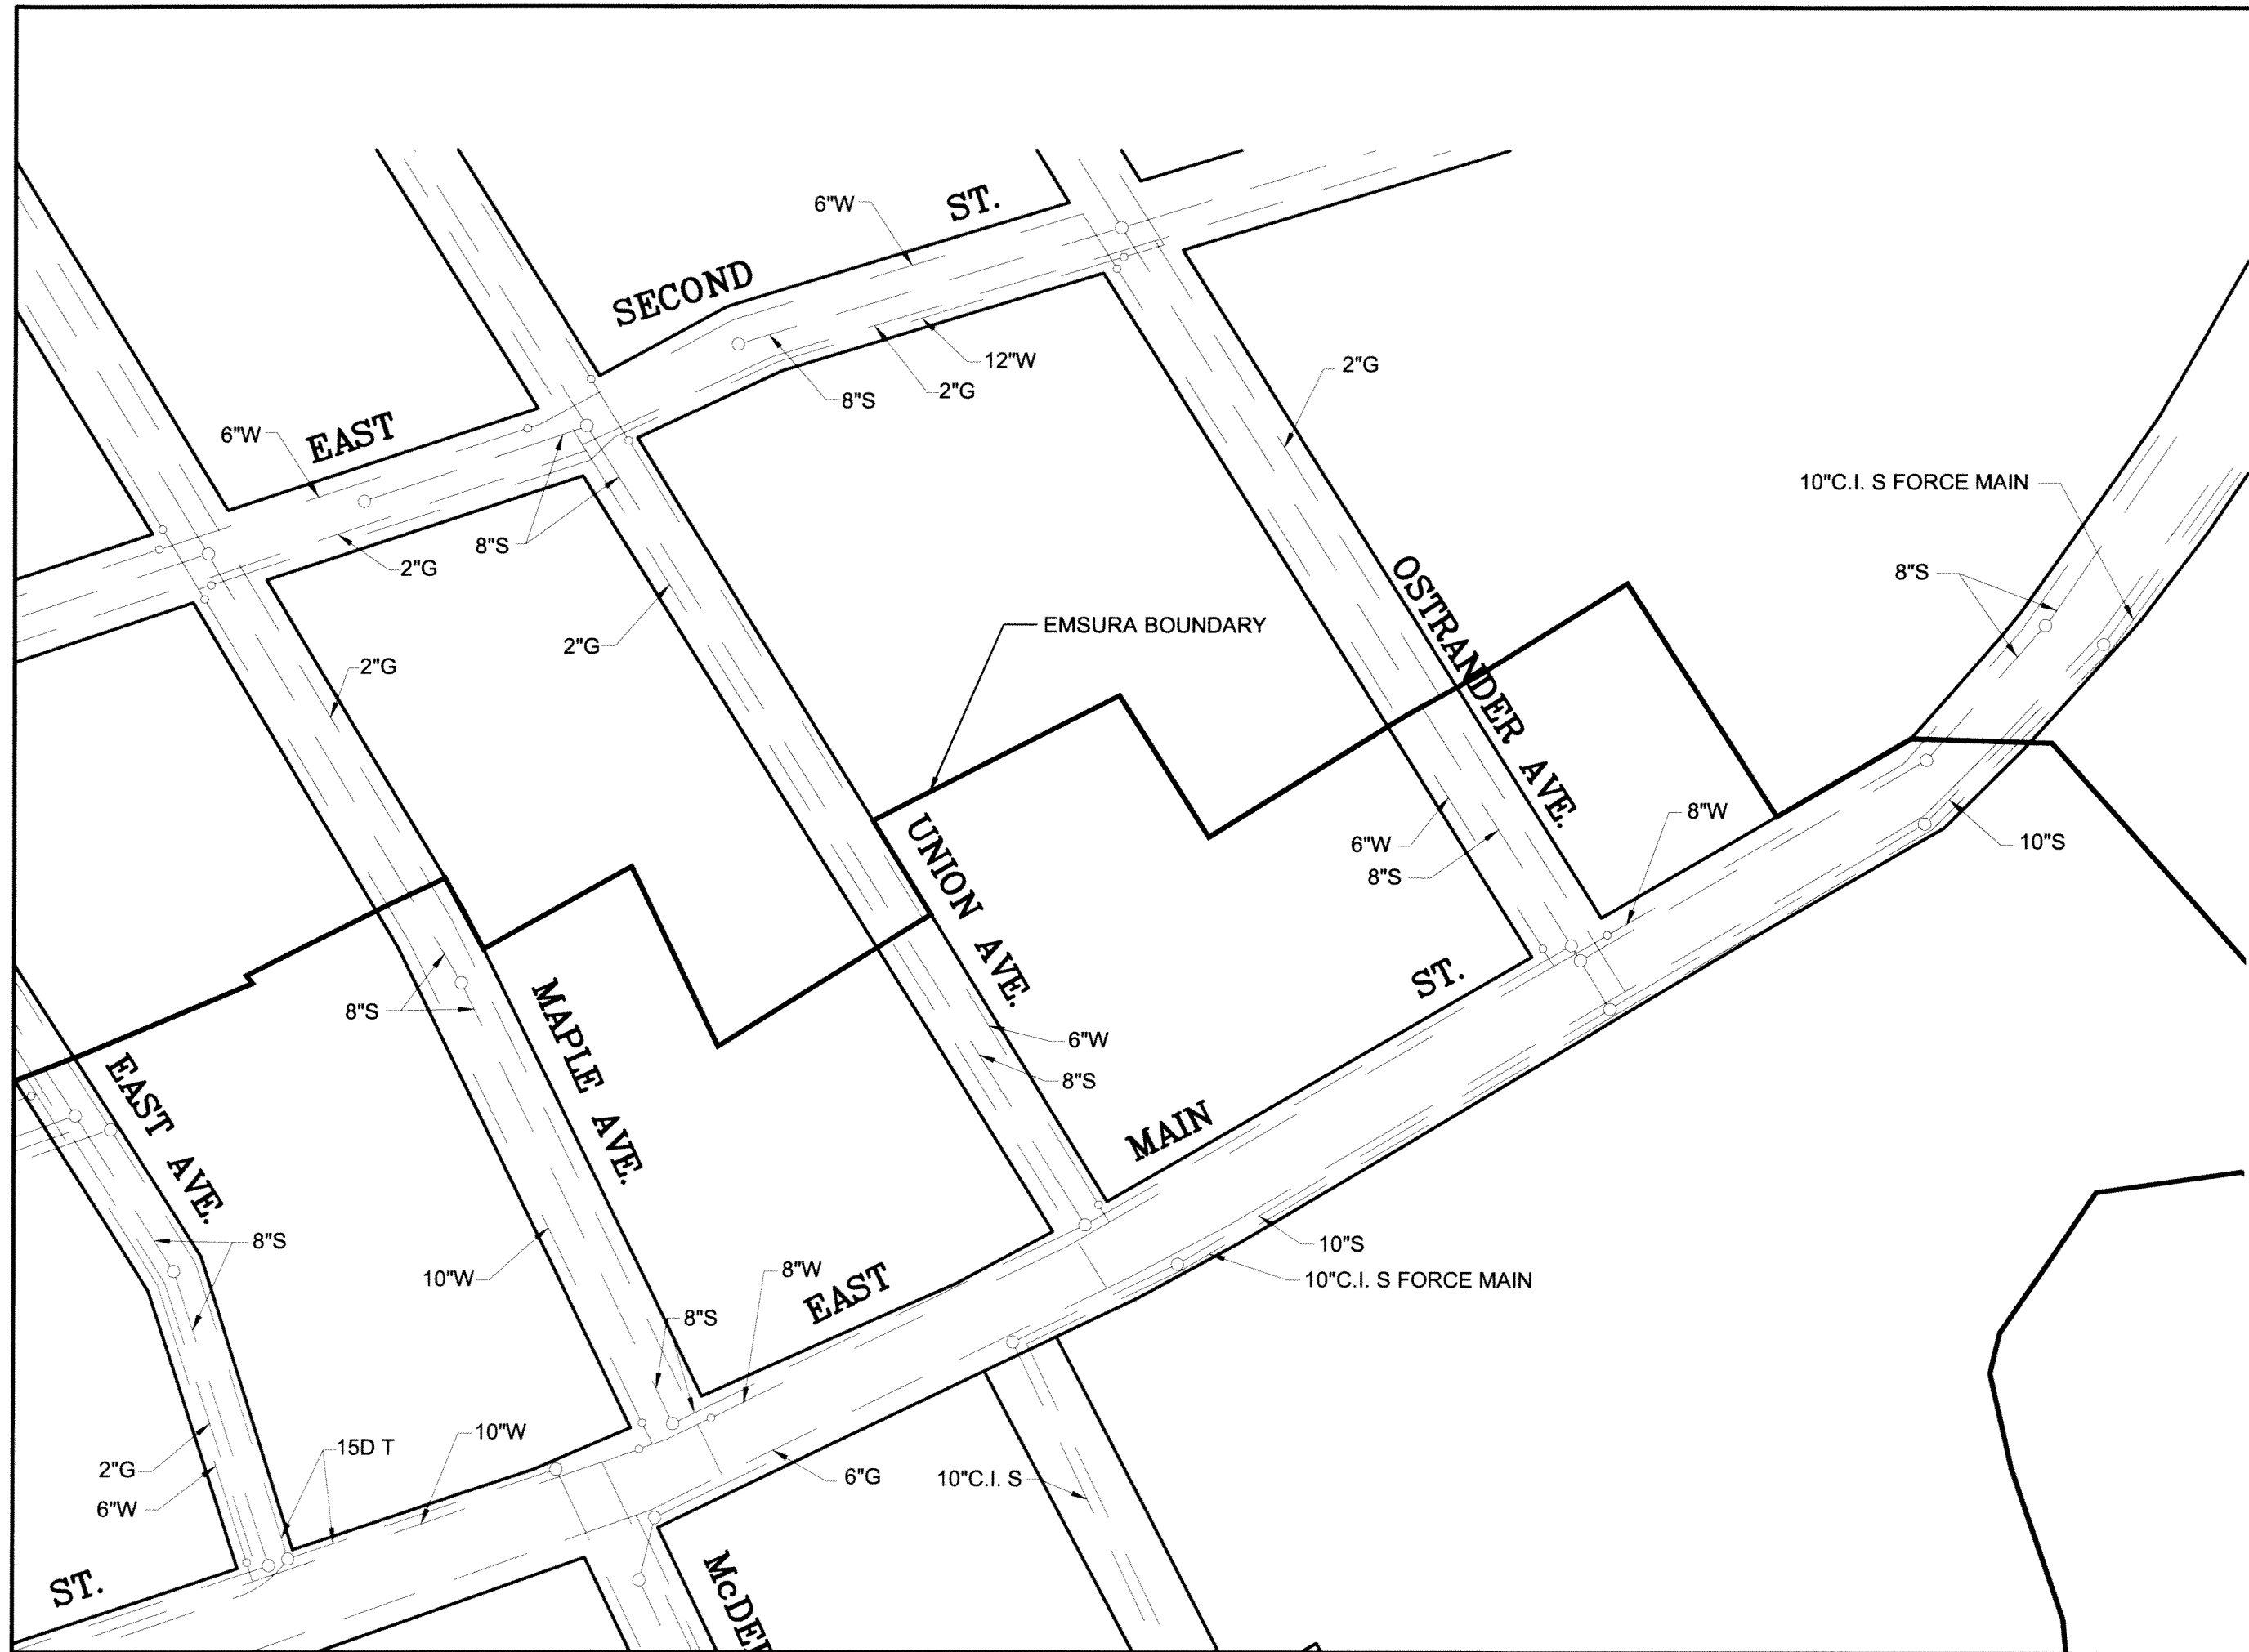 6"W
ST.
SECOND
12"W
2"G
8"S
2"G
6"W
EAST
8"S
2"G
10"C.I. S FORCE MAIN
8"S
OSTRANDER AVE.
EMSURA BOUNDARY
2"G
2"G
8"W
6"W
8"S
10"S
UNION AVE.
ST.
6"W
8"S
8"S
MAPLE AVE.
EAST AVE.
MAIN
8"S
10"W
8"W
EAST
10"S
10"C.I. S FORCE MAIN
8"S
15D T
10"W
2"G
6"W
6"G
10"C.I. S
ST.